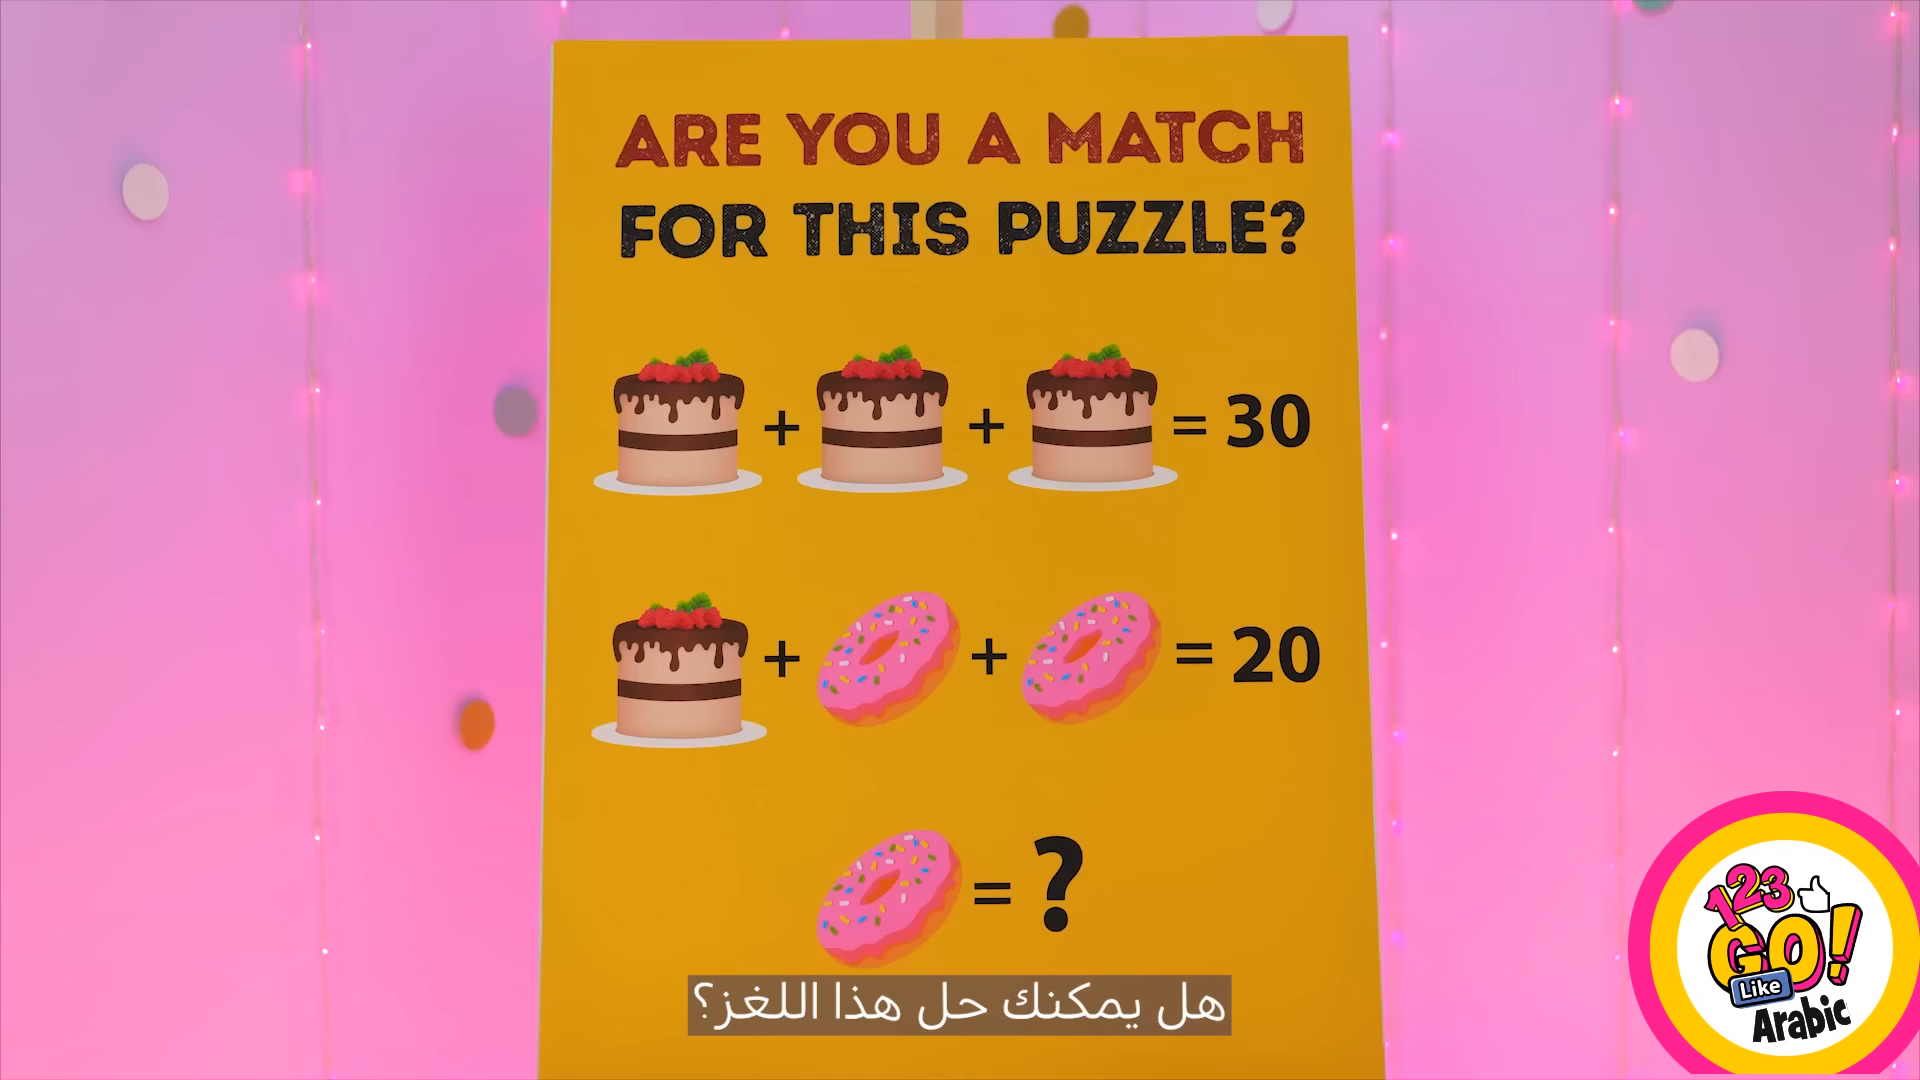 ARE YOU A MATCH
FOR THIS PUZZLE?
+ + = 30
+ + = 20
= ?
هل يمكنك حل هذا اللغز؟
123
GO!
Like
Arabic